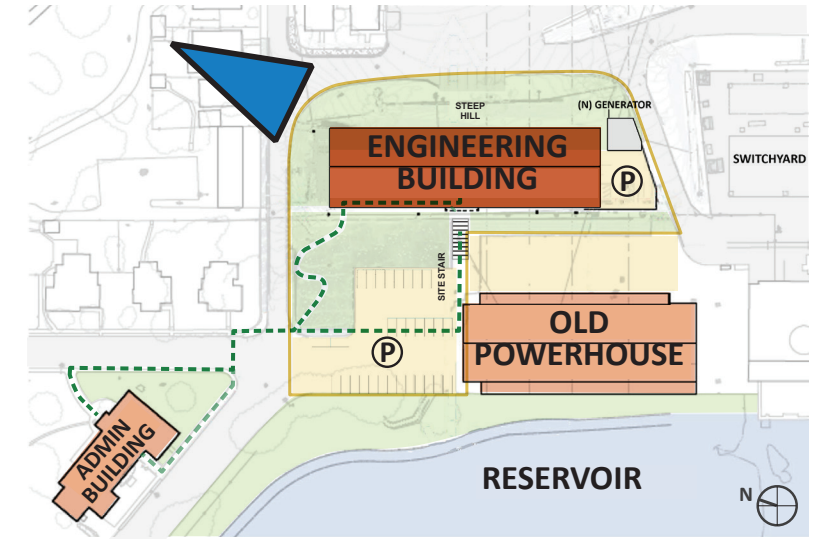 STEEP
HILL
(N) GENERATOR
ENGINEERING
BUILDING
P
SWITCHYARD
SITE STAIR
OLD
POWERHOUSE
P
ADMIN
BUILDING
RESERVOIR
N